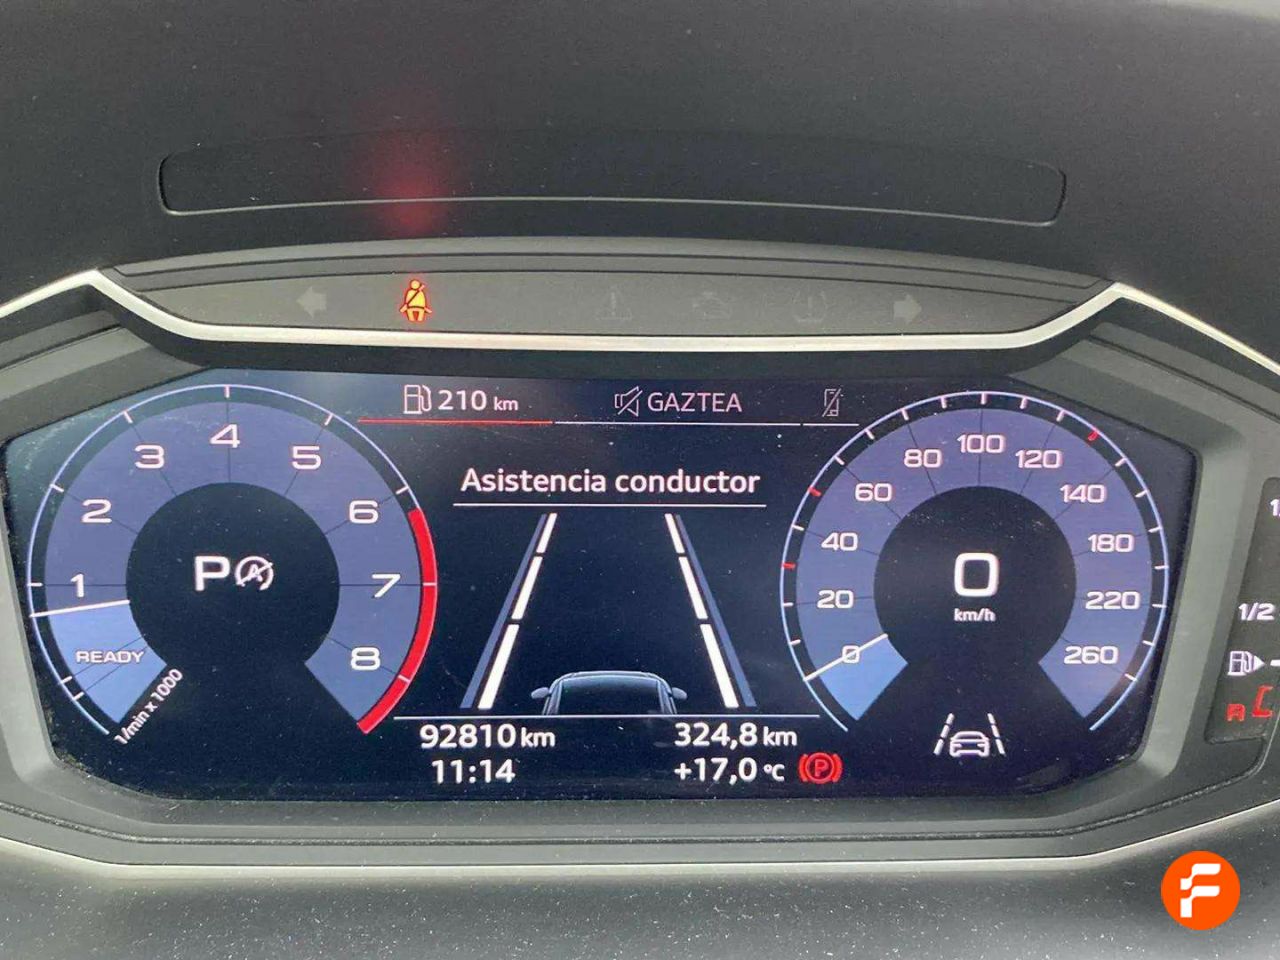 210 km
GAZTEA
Asistencia conductor
1
2
3
4
5
6
7
8
READY
1/min x 1000
P
A
0
20
40
60
80
100
120
140
180
220
260
0
km/h
92810 km
324,8 km
11:14
+17,0 °C
P
1/2
R
F